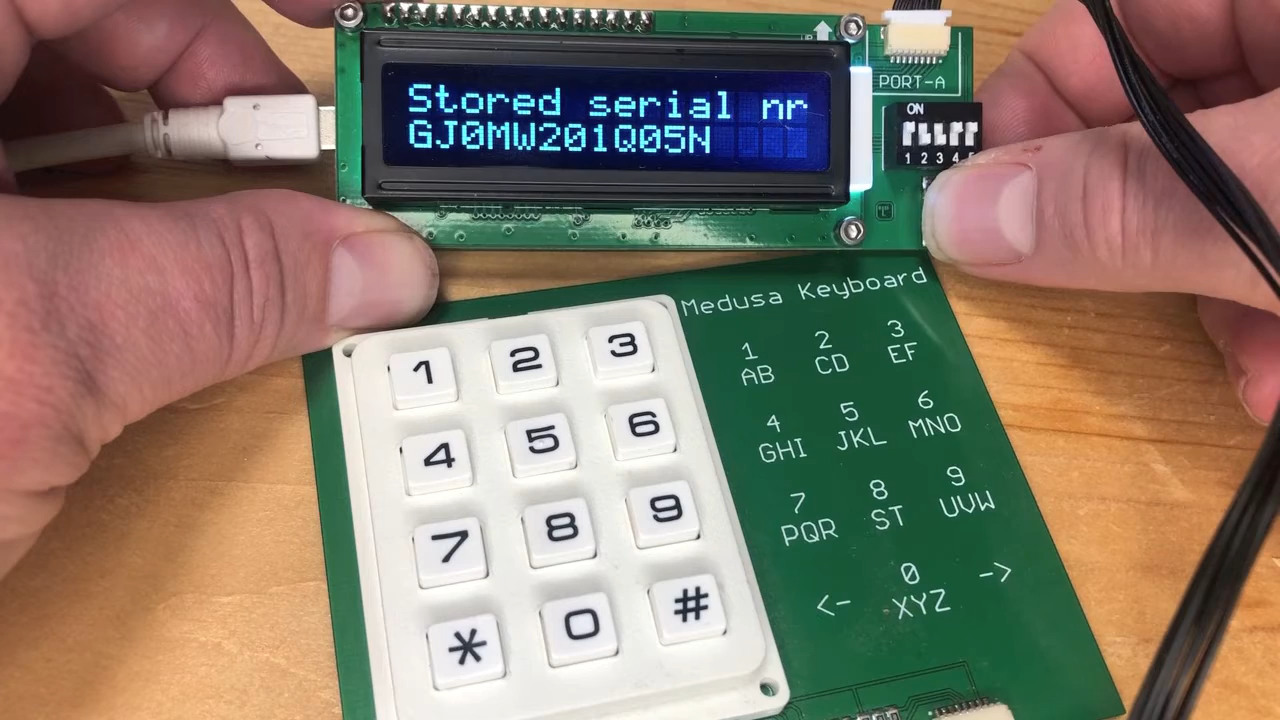 UP
PORT-A
Stored serial nr
GJ0MW201Q05N
ON
1 2 3 4
Medusa Keyboard
1 2 3
AB CD EF
4 5 6
GHI JKL MNO
7 8 9
PQR ST UVW
0
<- XYZ ->
1 2 3
4 5 6
7 8 9
* 0 #